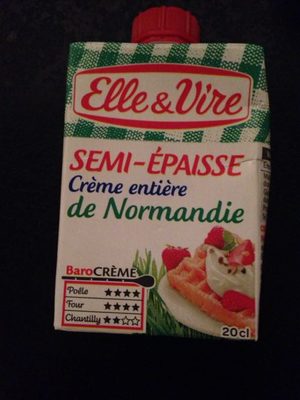 Elle & Vire
SEMI-ÉPAISSE
Crème entière
de Normandie
BaroCRÈME
Poêle ★★★★
Four ★★★★
Chantilly ★★☆☆
20cl